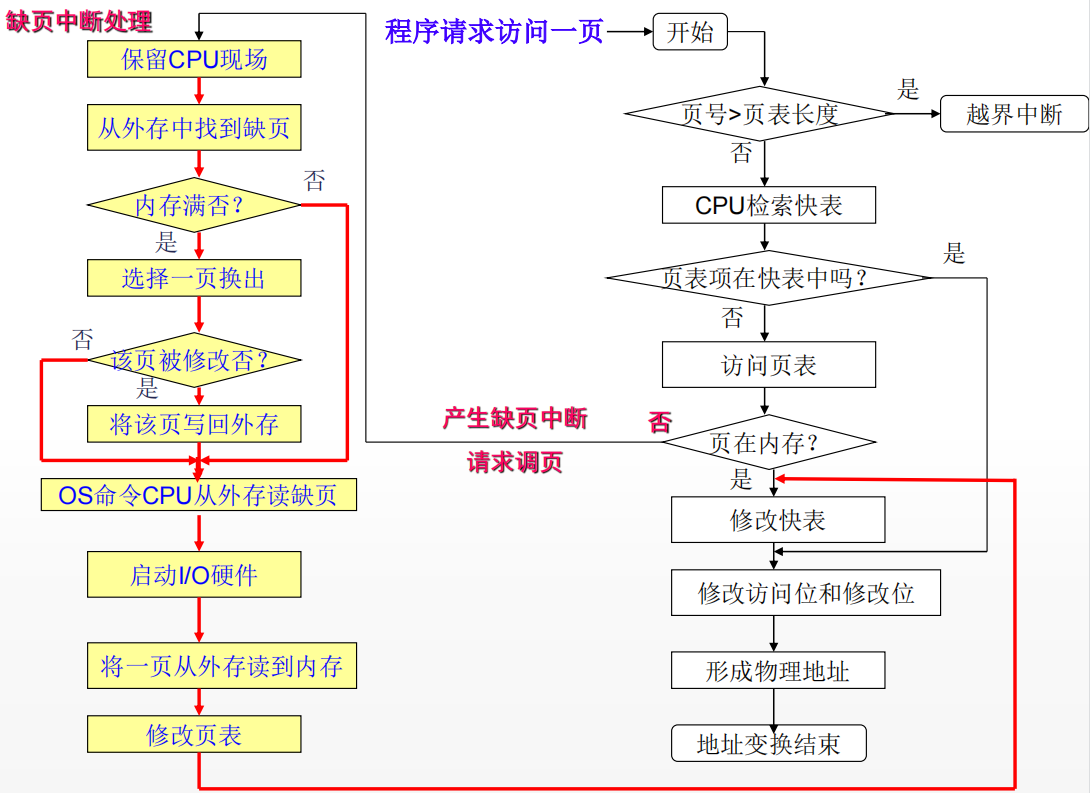 缺页中断处理
保留CPU现场
从外存中找到缺页
内存满否？
否
是
选择一页换出
否
该页被修改否？
是
将该页写回外存
OS命令CPU从外存读缺页
启动I/O硬件
将一页从外存读到内存
修改页表
程序请求访问一页
开始
页号>页表长度
是
越界中断
否
CPU检索快表
页表项在快表中吗？
是
否
访问页表
产生缺页中断
否
请求调页
页在内存？
是
修改快表
修改访问位和修改位
形成物理地址
地址变换结束